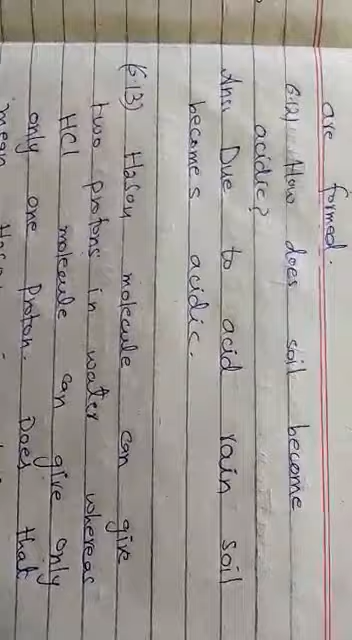 are formed.
6.12) How does soil become
acidic?
Ans: Due to acid rain soil
becomes acidic.
(6.13) H2SO4 molecule can give
two protons in water whereas
HCl molecule can give only
only one proton. Does that
mean